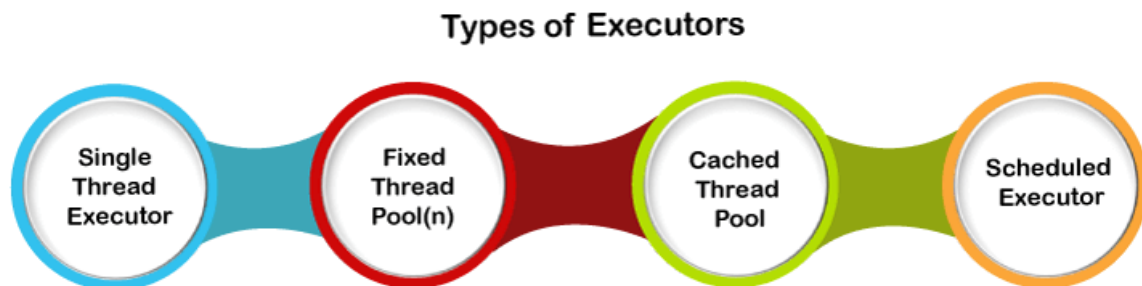 Types of Executors
Single
Thread
Executor
Fixed
Thread
Pool(n)
Cached
Thread
Pool
Scheduled
Executor